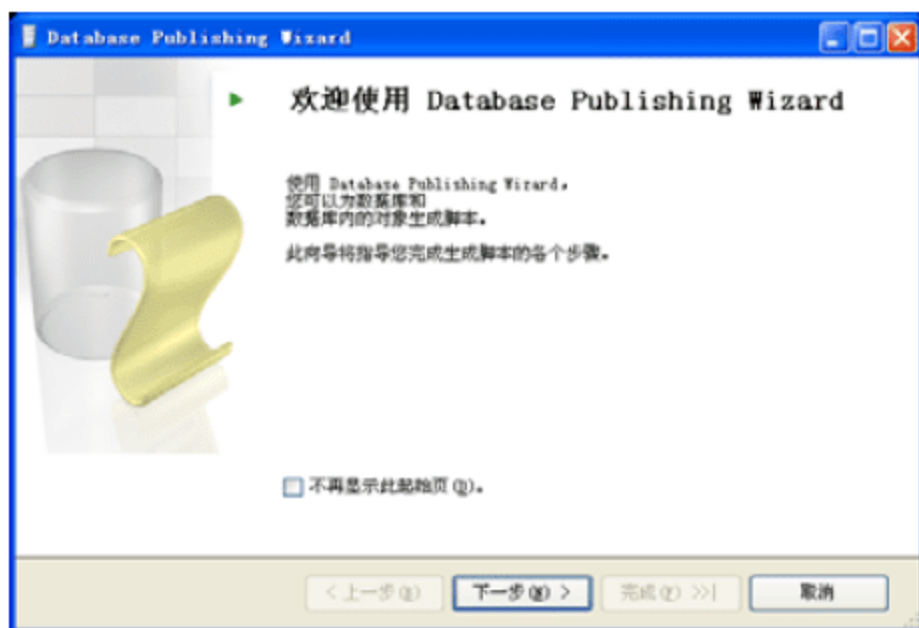 Database Publishing Wizard
欢迎使用 Database Publishing Wizard
使用 Database Publishing Wizard,
您可以为数据库和
数据库内的对象生成脚本。
此向导将指导您完成生成脚本的各个步骤。
不再显示此起始页(D)。
< 上一步(B)
下一步(N) >
完成(F) >>|
取消